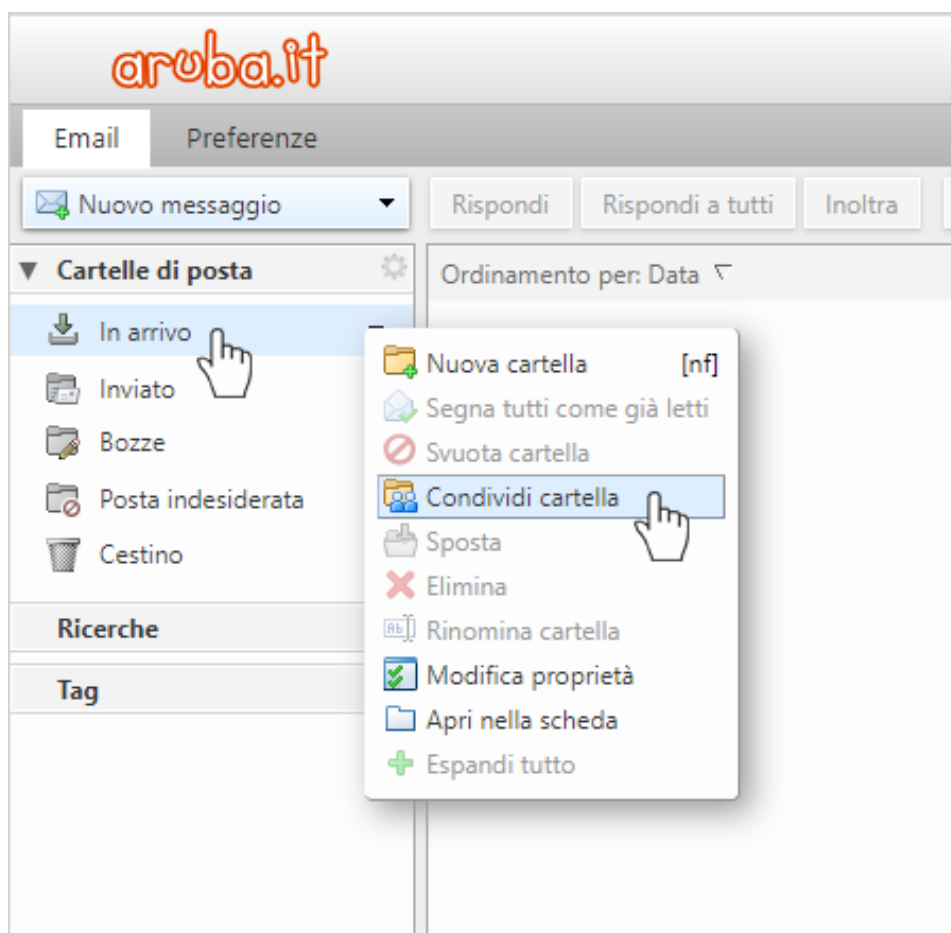 aruba.it
Email Preferenze
Nuovo messaggio Rispondi Rispondi a tutti Inoltra
Cartelle di posta
Ordinamento per: Data
In arrivo
Inviato
Bozze
Posta indesiderata
Cestino
Ricerche
Tag
Nuova cartella [nf]
Segna tutti come già letti
Svuota cartella
Condividi cartella
Sposta
Elimina
Rinomina cartella
Modifica proprietà
Apri nella scheda
Espandi tutto